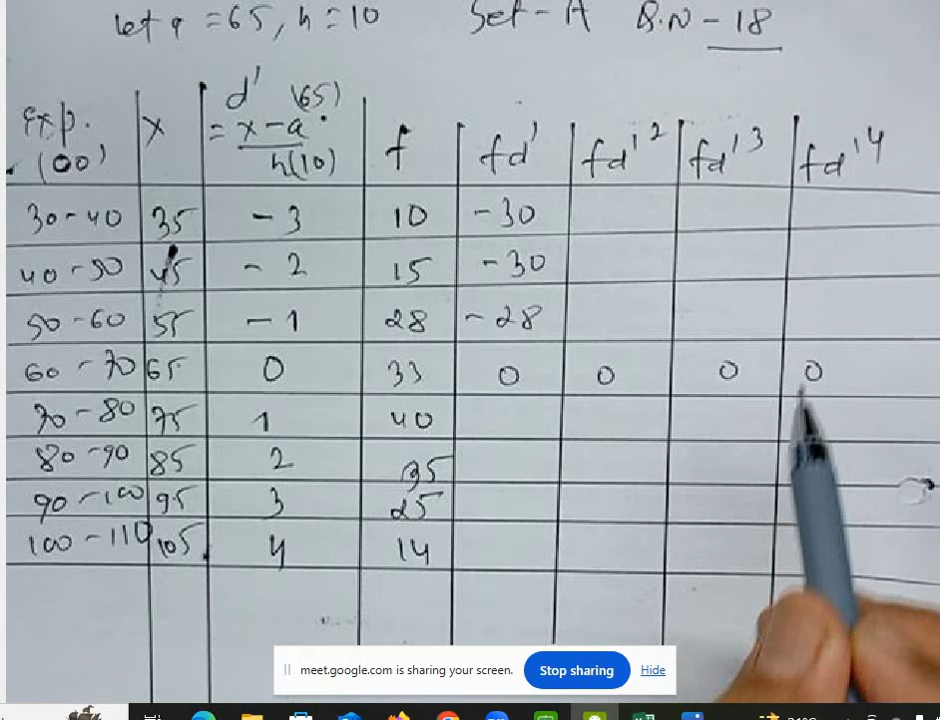 let a = 65, h = 10 Set - A Q.N - 18
Exp. (00) x d' = x - a (65) / h(10) f fd' fd'2 fd'3 fd'4
30-40 35 -3 10 -30
40-50 45 -2 15 -30
50-60 55 -1 28 -28
60-70 65 0 33 0 0 0 0
70-80 75 1 40
80-90 85 2 35
90-100 95 3 25
100-110 105 4 14
meet.google.com is sharing your screen. Stop sharing Hide